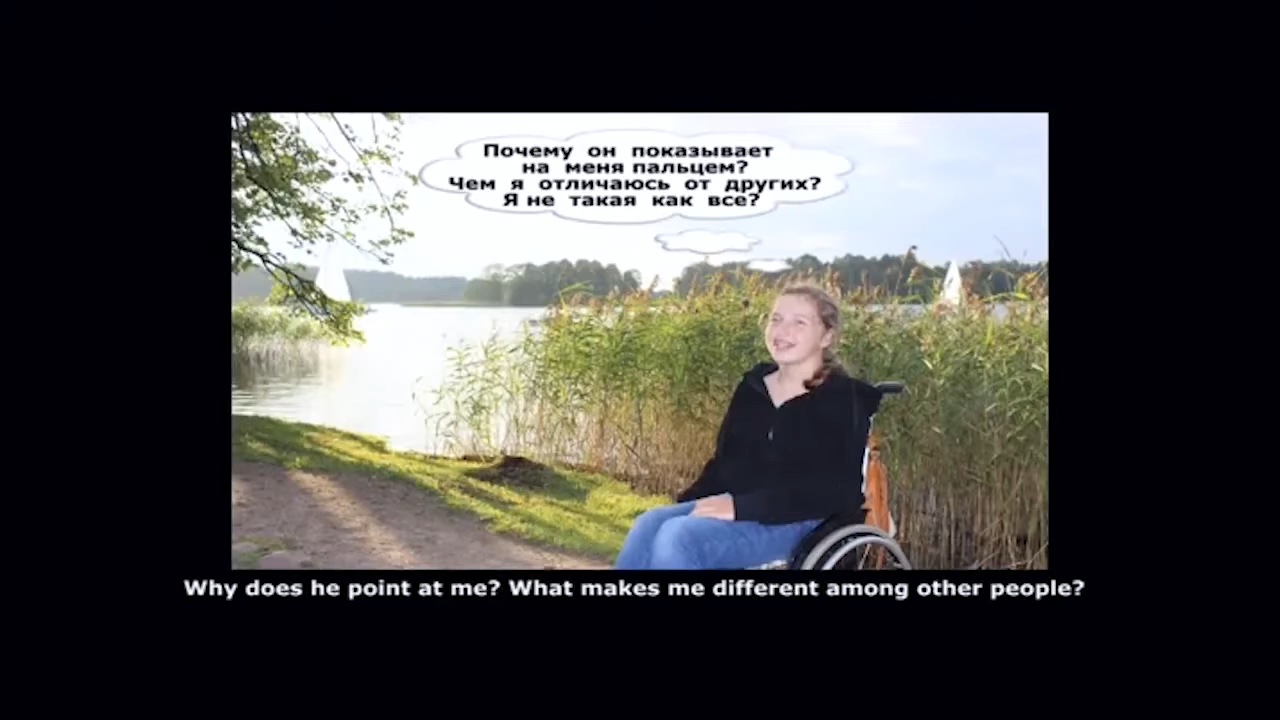 Почему он показывает
на меня пальцем?
Чем я отличаюсь от других?
Я не такая как все?
Why does he point at me? What makes me different among other people?